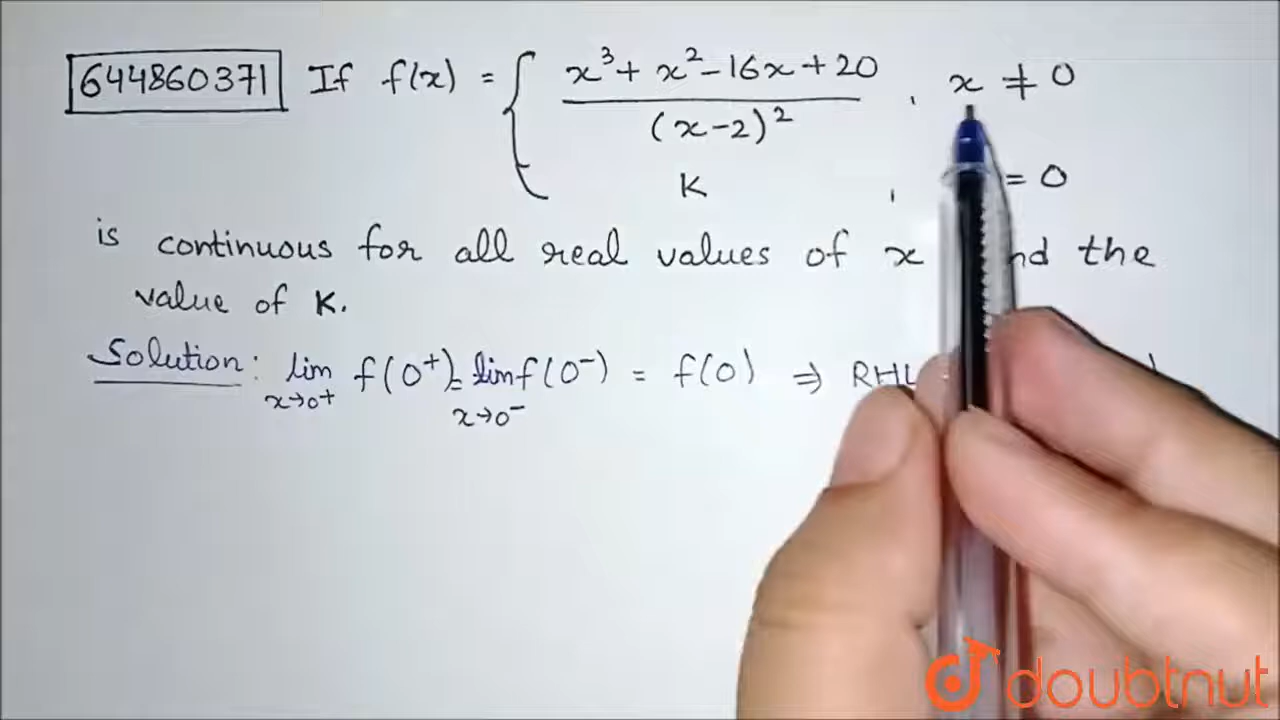 644860371 If f(x) = { x³ + x² - 16x + 20 / (x-2)² , x ≠ 0
K , = 0
is continuous for all real values of x the
value of K.
Solution: lim x→0⁺ f(0⁺) = lim x→0⁻ f(0⁻) = f(0) ⇒
doubtnut